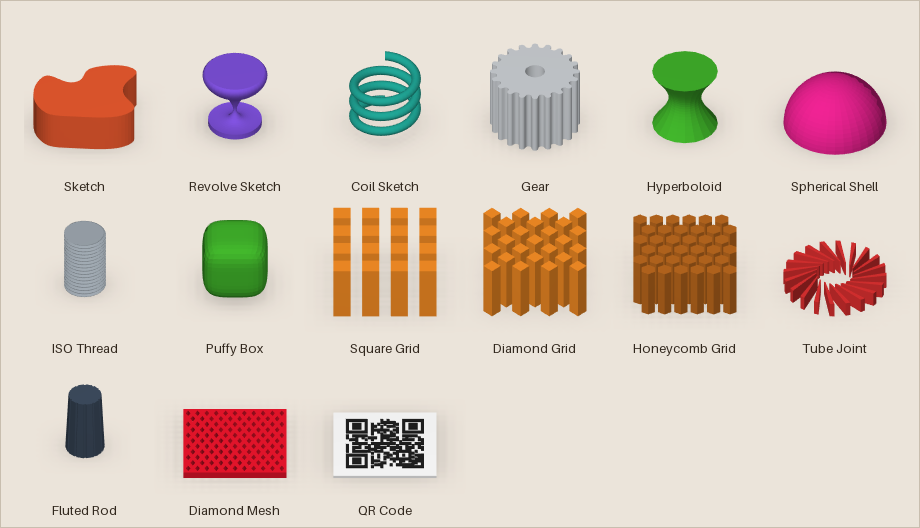 Sketch
Revolve Sketch
Coil Sketch
Gear
Hyperboloid
Spherical Shell
ISO Thread
Puffy Box
Square Grid
Diamond Grid
Honeycomb Grid
Tube Joint
Fluted Rod
Diamond Mesh
QR Code